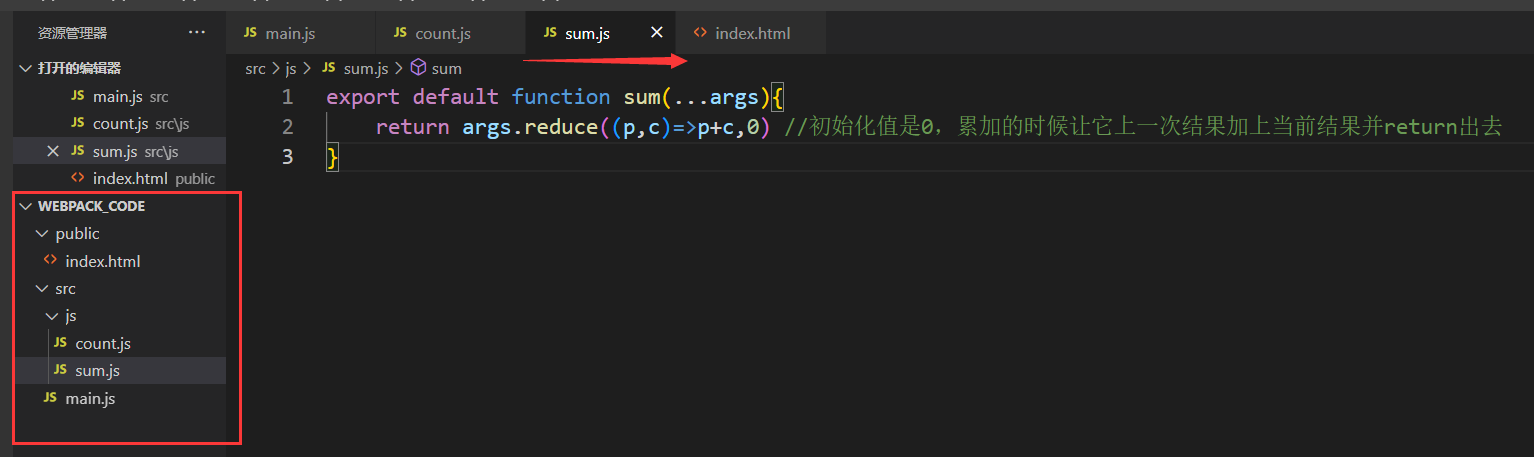 资源管理器 ···
打开的编辑器
JS main.js src
JS count.js src\js
JS sum.js src\js
<> index.html public
WEBPACK_CODE
public
<> index.html
src
js
JS count.js
JS sum.js
JS main.js
JS main.js JS count.js JS sum.js × <> index.html
src > js > JS sum.js > sum
1 export default function sum(...args){
2 return args.reduce((p,c)=>p+c,0) //初始化值是0，累加的时候让它上一次结果加上当前结果并return出去
3 }